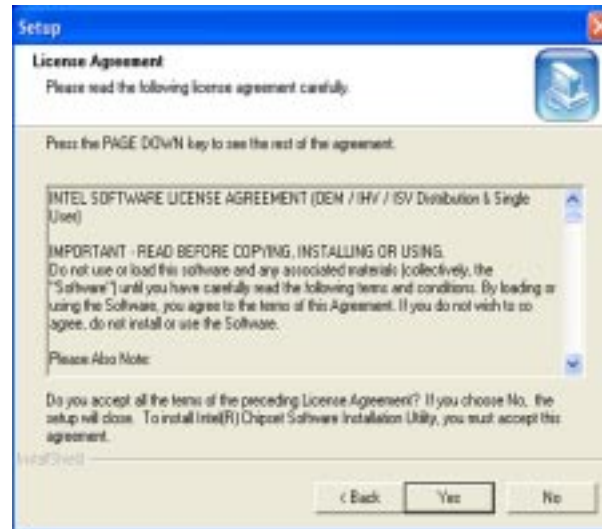 Setup
License Agreement
Please read the following license agreement carefully.
Press the PAGE DOWN key to see the rest of the agreement.
INTEL SOFTWARE LICENSE AGREEMENT (OEM / IHV / ISV Distribution & Single
User)
IMPORTANT - READ BEFORE COPYING, INSTALLING OR USING.
Do not use or load this software and any associated materials (collectively, the
"Software") until you have carefully read the following terms and conditions. By loading or
using the Software, you agree to the terms of this Agreement. If you do not wish to so
agree, do not install or use the Software.
Please Also Note:
Do you accept all the terms of the preceding License Agreement? If you choose No, the
setup will close. To install Intel(R) Chipset Software Installation Utility, you must accept this
agreement.
InstallShield
< Back
Yes
No